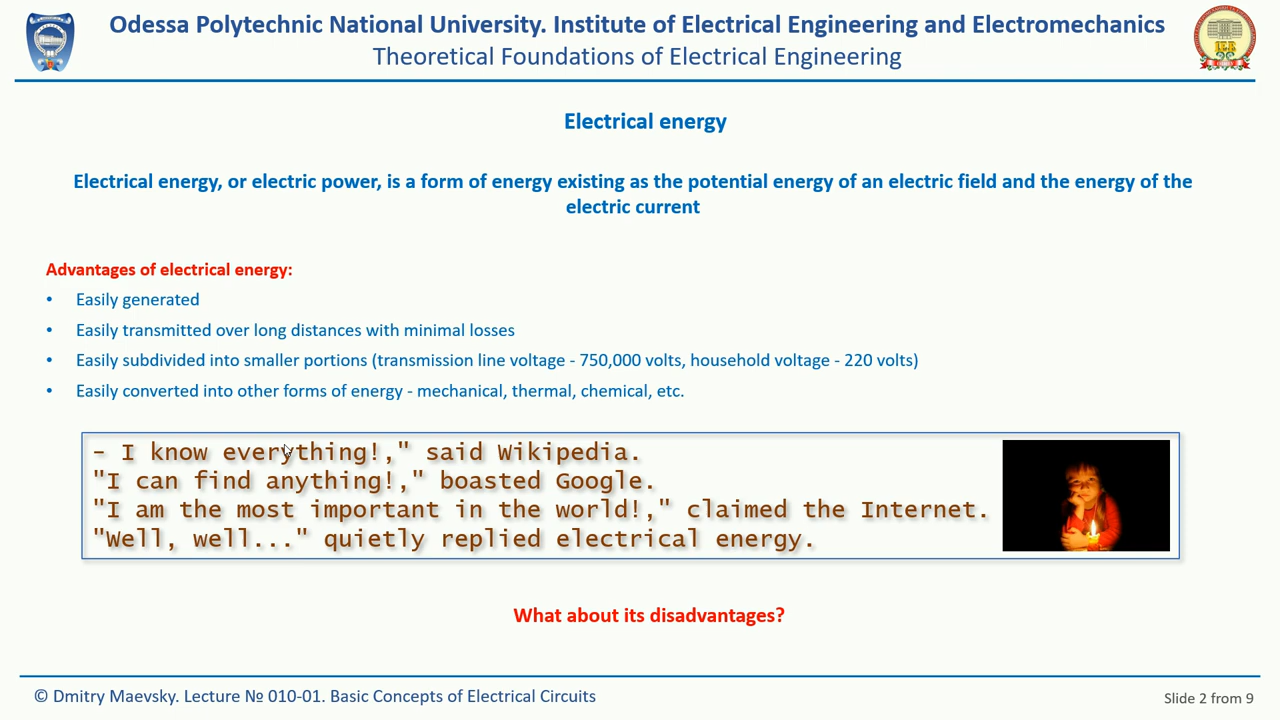 Odessa Polytechnic National University. Institute of Electrical Engineering and Electromechanics
Theoretical Foundations of Electrical Engineering
Electrical energy
Electrical energy, or electric power, is a form of energy existing as the potential energy of an electric field and the energy of the
electric current
Advantages of electrical energy:
• Easily generated
• Easily transmitted over long distances with minimal losses
• Easily subdivided into smaller portions (transmission line voltage - 750,000 volts, household voltage - 220 volts)
• Easily converted into other forms of energy - mechanical, thermal, chemical, etc.
- I know everything!," said Wikipedia.
"I can find anything!," boasted Google.
"I am the most important in the world!," claimed the Internet.
"Well, well..." quietly replied electrical energy.
What about its disadvantages?
© Dmitry Maevsky. Lecture № 010-01. Basic Concepts of Electrical Circuits
Slide 2 from 9